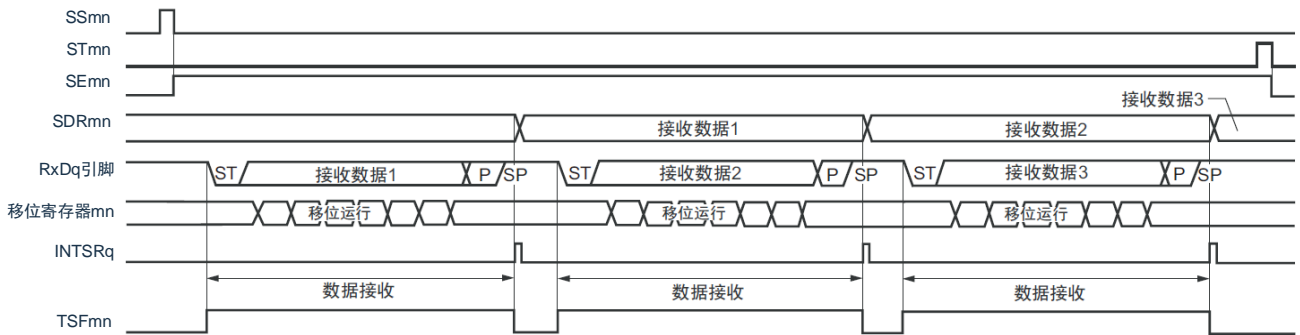 SSmn
STmn
SEmn
接收数据3
SDRmn 接收数据1 接收数据2
RxDq引脚 ST 接收数据1 P SP ST 接收数据2 P SP ST 接收数据3 P SP
移位寄存器mn 移位运行 移位运行 移位运行
INTSRq
数据接收 数据接收 数据接收
TSFmn